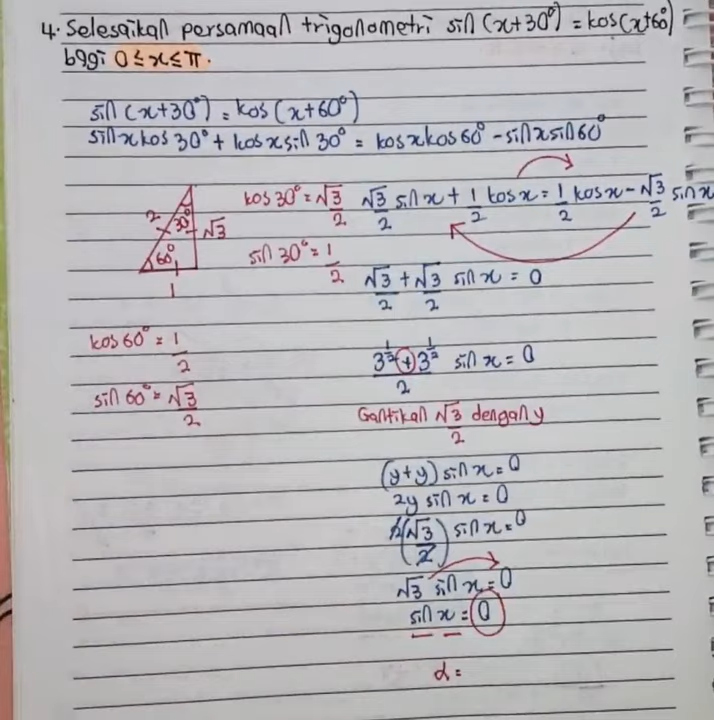 4. Selesaikan persamaan trigonometri sin (x+30°) = kos(x+60°)
bagi 0 ≤ x ≤ π.
sin (x+30°) = kos (x+60°)
sin x kos 30° + kos x sin 30° = kos x kos 60° - sin x sin 60°
2 30° √3 60° 1 1
kos 30° = √3/2
√3/2 sin x + 1/2 kos x = 1/2 kos x - √3/2 sin x
sin 30° = 1/2
√3/2 + √3/2 sin x = 0
kos 60° = 1/2
(3^½ + 3^½)/2 sin x = 0
sin 60° = √3/2
Gantikan √3/2 dengan y
(y+y) sin x = 0
2y sin x = 0
2(√3/2) sin x = 0
√3 sin x = 0
sin x = 0
α =